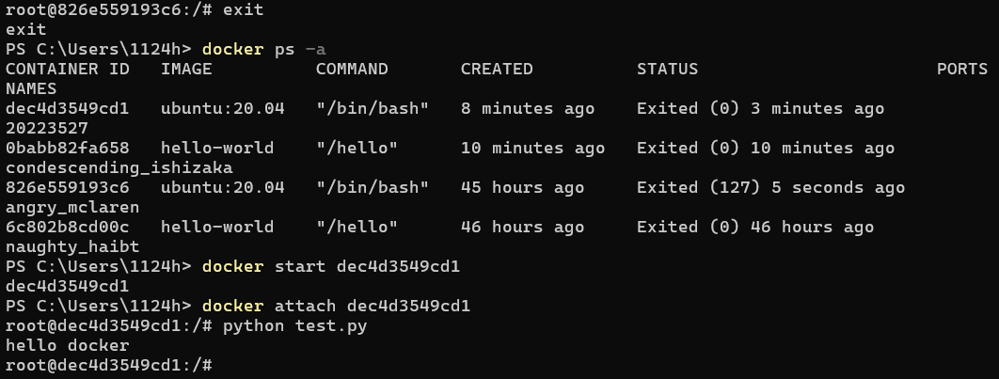 root@826e559193c6:/# exit
exit
PS C:\Users\1124h> docker ps -a
CONTAINER ID   IMAGE          COMMAND       CREATED          STATUS                       PORTS
NAMES
dec4d3549cd1   ubuntu:20.04   "/bin/bash"   8 minutes ago    Exited (0) 3 minutes ago
20223527
0babb82fa658   hello-world    "/hello"      10 minutes ago   Exited (0) 10 minutes ago
condescending_ishizaka
826e559193c6   ubuntu:20.04   "/bin/bash"   45 hours ago     Exited (127) 5 seconds ago
angry_mclaren
6c802b8cd00c   hello-world    "/hello"      46 hours ago     Exited (0) 46 hours ago
naughty_haibt
PS C:\Users\1124h> docker start dec4d3549cd1
dec4d3549cd1
PS C:\Users\1124h> docker attach dec4d3549cd1
root@dec4d3549cd1:/# python test.py
hello docker
root@dec4d3549cd1:/#